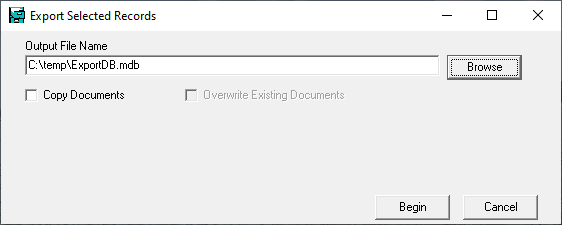 Export Selected Records
Output File Name
C:\temp\ExportDB.mdb
Browse
Copy Documents
Overwrite Existing Documents
Begin
Cancel